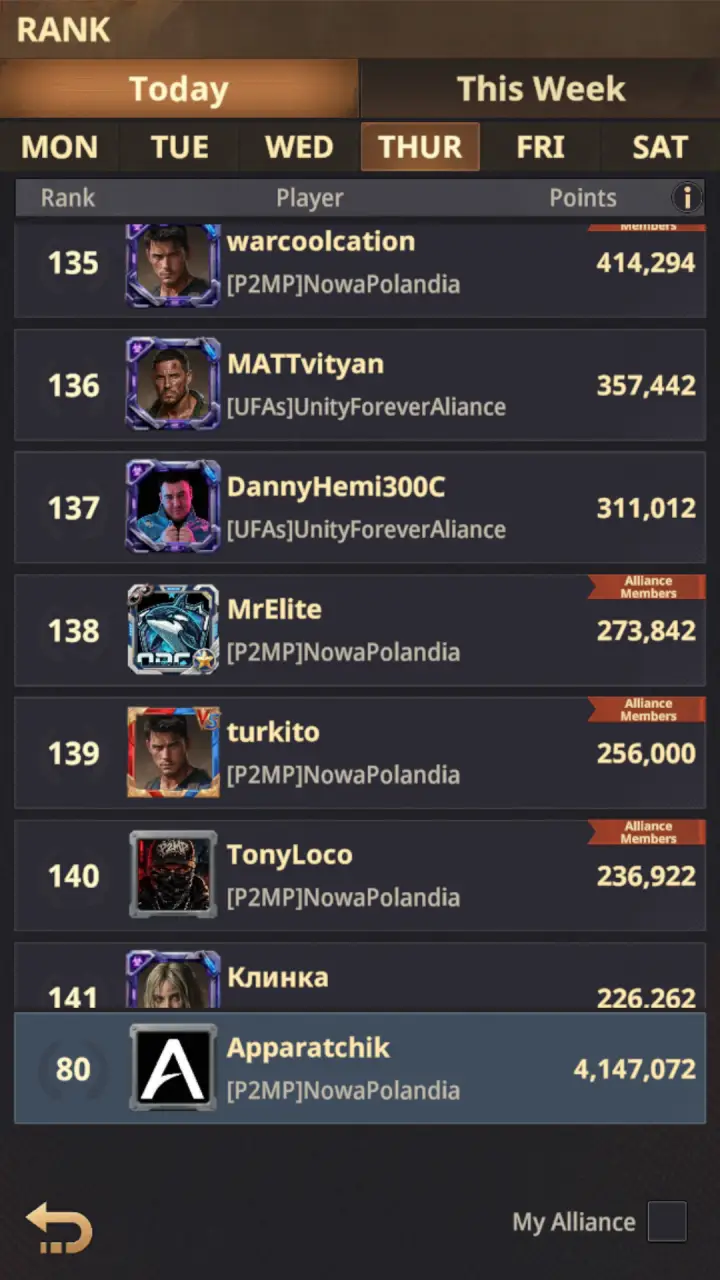 RANK
Today
This Week
MON TUE WED THUR FRI SAT
Rank Player Points i
Members
135 warcoolcation 414,294
[P2MP]NowaPolandia
136 MATTvityan 357,442
[UFAs]UnityForeverAliance
137 DannyHemi300C 311,012
[UFAs]UnityForeverAliance
Alliance
Members
138 MrElite 273,842
[P2MP]NowaPolandia
Alliance
Members
139 turkito 256,000
VS
[P2MP]NowaPolandia
Alliance
Members
140 TonyLoco 236,922
P2MP
[P2MP]NowaPolandia
141 Клинка 226,262
80 Apparatchik 4,147,072
[P2MP]NowaPolandia
My Alliance